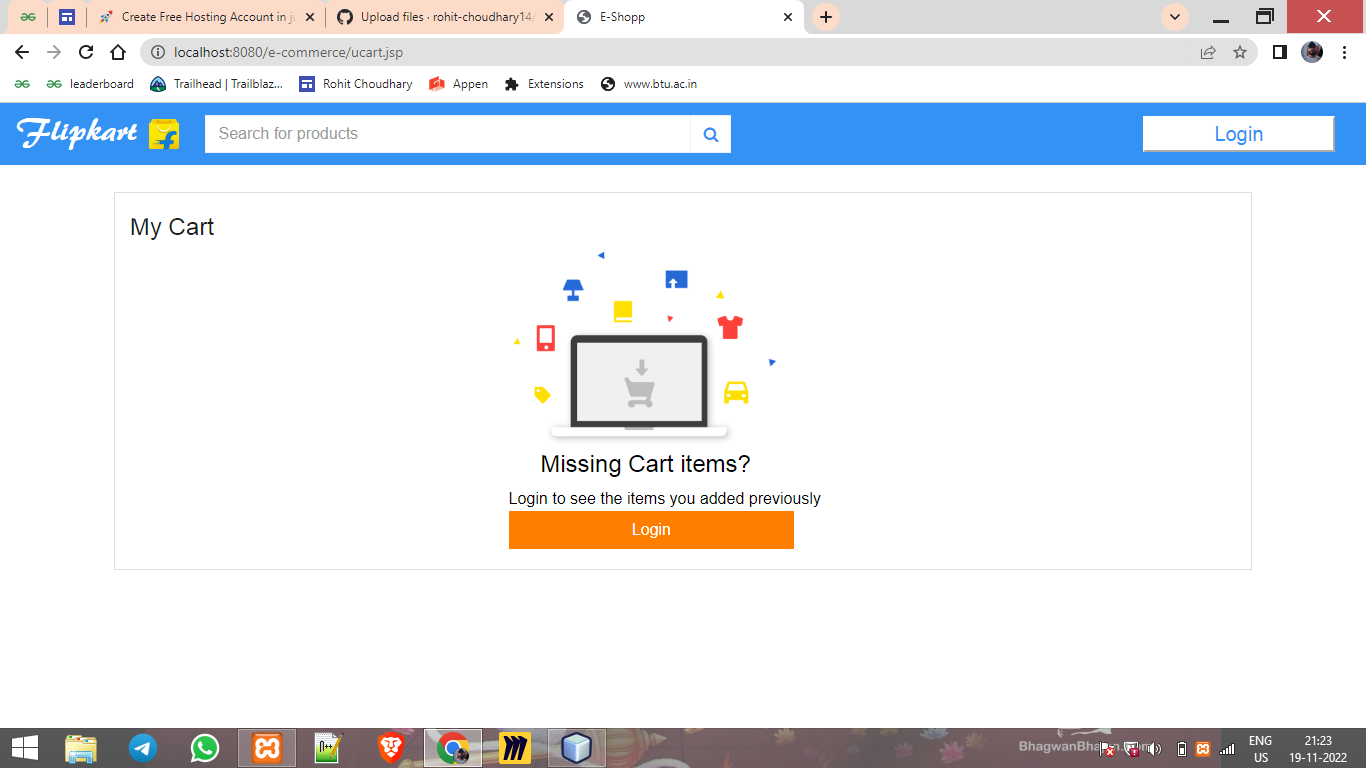 Create Free Hosting Account in ju
Upload files · rohit-choudhary14/
E-Shopp
localhost:8080/e-commerce/ucart.jsp
leaderboard
Trailhead | Trailblaz...
Rohit Choudhary
Appen
Extensions
www.btu.ac.in
Flipkart
Search for products
Login
My Cart
Missing Cart items?
Login to see the items you added previously
Login
ENG
US
21:23
19-11-2022